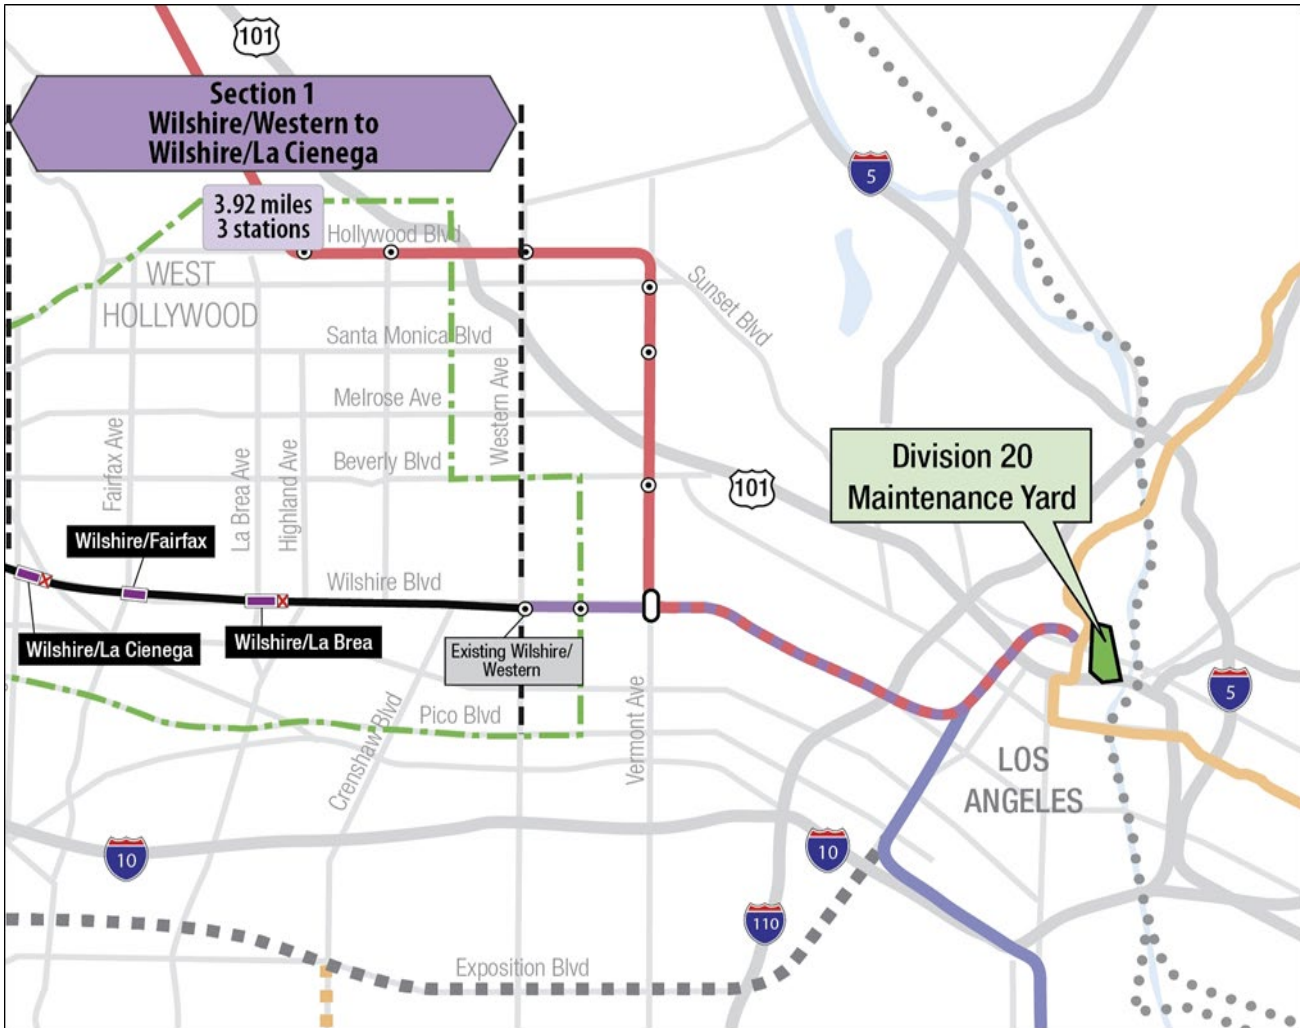 101
Section 1
Wilshire/Western to
Wilshire/La Cienega
3.92 miles
3 stations
Hollywood Blvd
5
WEST
HOLLYWOOD
Sunset Blvd
Santa Monica Blvd
Western Ave
Melrose Ave
Fairfax Ave
La Brea Ave
Highland Ave
Beverly Blvd
101
Division 20
Maintenance Yard
Wilshire/Fairfax
Wilshire Blvd
Wilshire/La Cienega
Wilshire/La Brea
Existing Wilshire/
Western
Crenshaw Blvd
Pico Blvd
Vermont Ave
5
LOS
ANGELES
10
10
110
Exposition Blvd